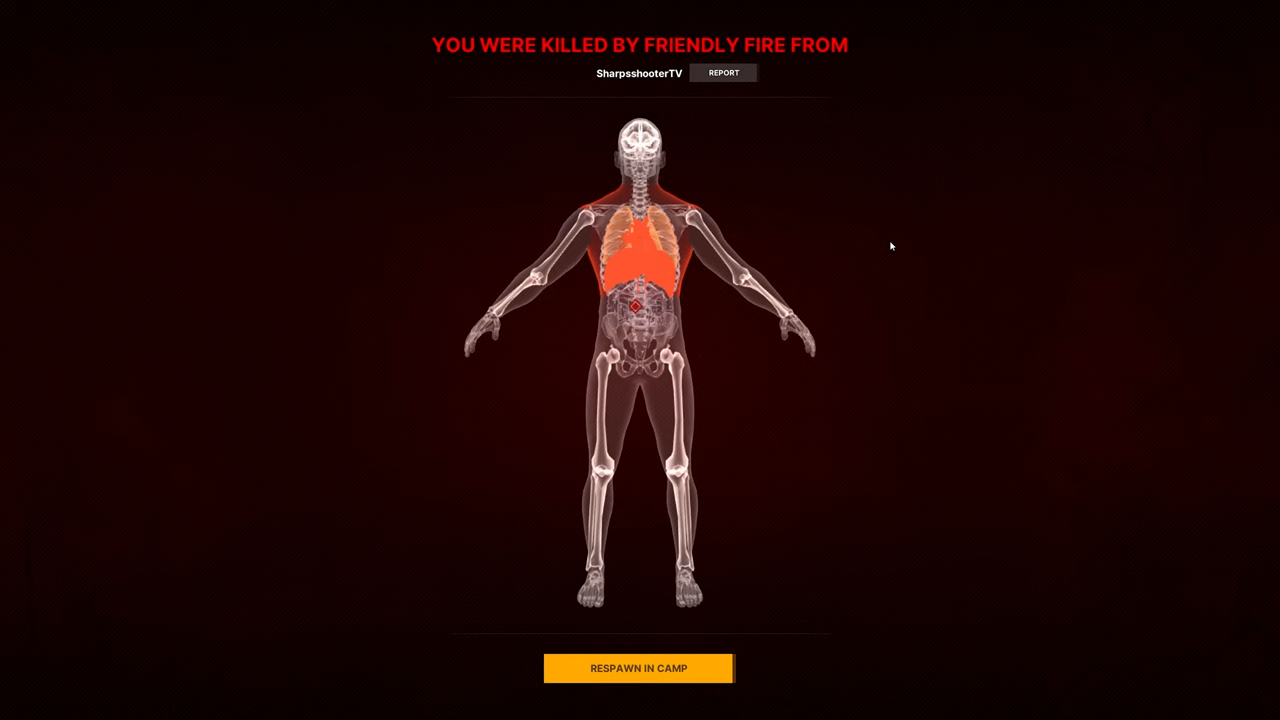 YOU WERE KILLED BY FRIENDLY FIRE FROM
SharpsshooterTV REPORT
RESPAWN IN CAMP